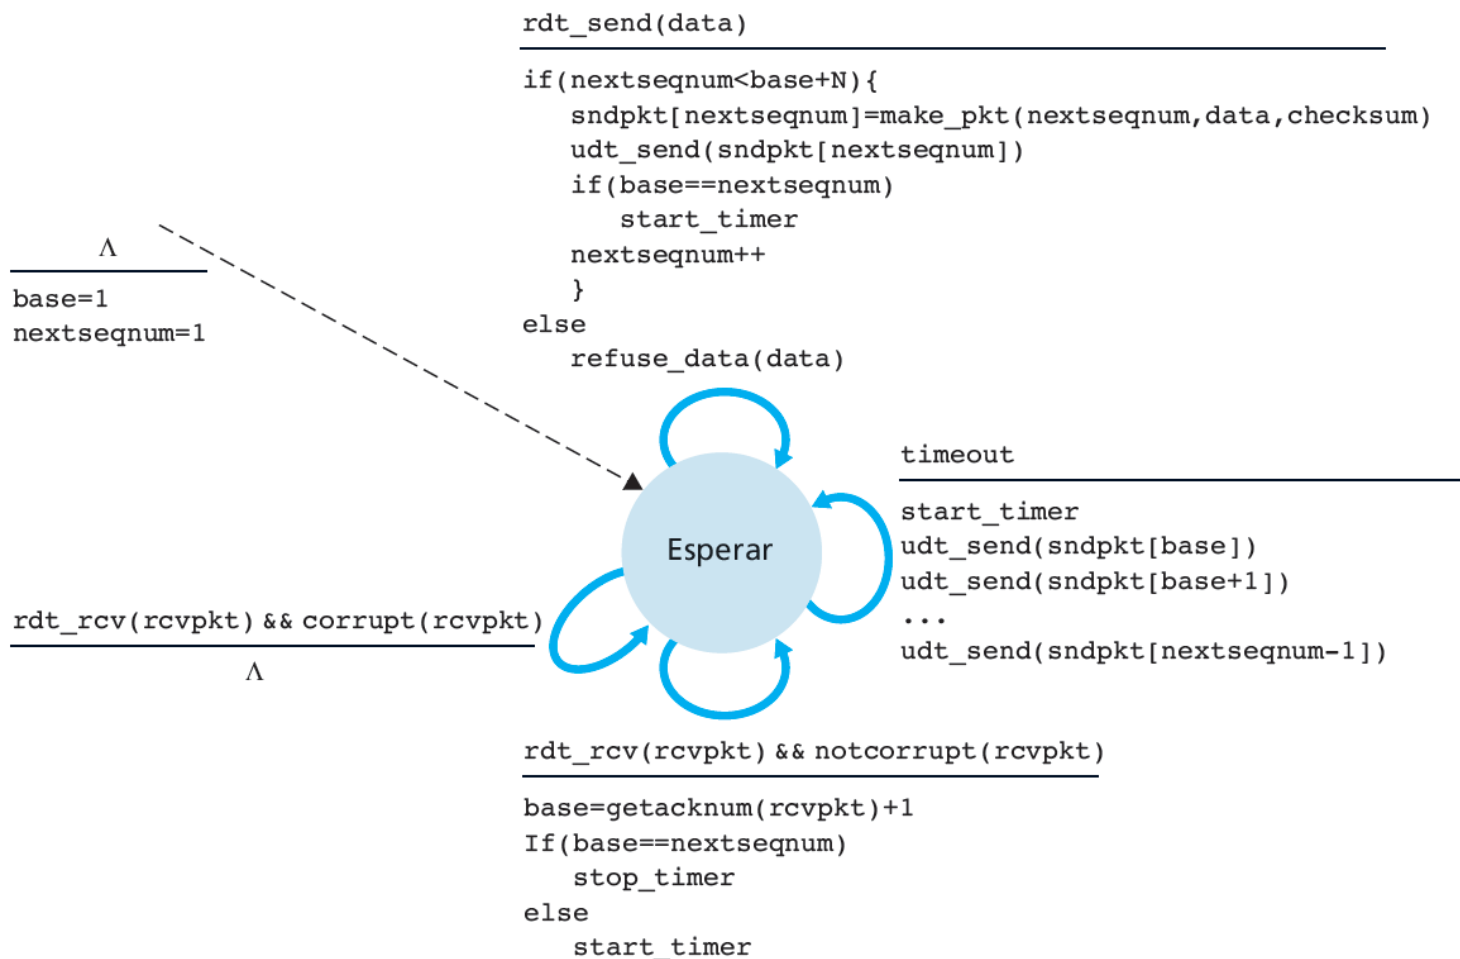 rdt_send(data)
if(nextseqnum<base+N){
sndpkt[nextseqnum]=make_pkt(nextseqnum,data,checksum)
udt_send(sndpkt[nextseqnum])
if(base==nextseqnum)
start_timer
nextseqnum++
}
else
refuse_data(data)
Λ
base=1
nextseqnum=1
Esperar
timeout
start_timer
udt_send(sndpkt[base])
udt_send(sndpkt[base+1])
...
udt_send(sndpkt[nextseqnum-1])
rdt_rcv(rcvpkt) && corrupt(rcvpkt)
Λ
rdt_rcv(rcvpkt) && notcorrupt(rcvpkt)
base=getacknum(rcvpkt)+1
If(base==nextseqnum)
stop_timer
else
start_timer